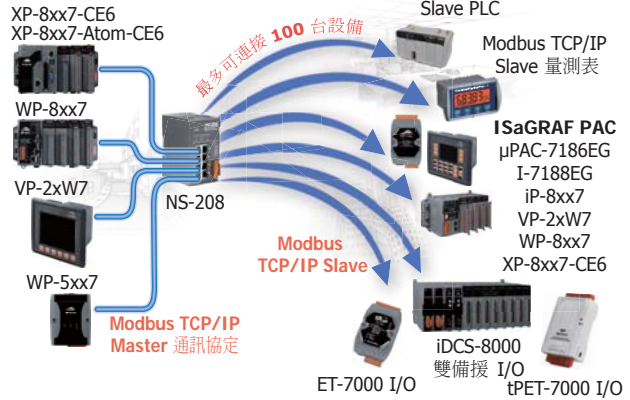 XP-8xx7-CE6
XP-8xx7-Atom-CE6
WP-8xx7
VP-2xW7
WP-5xx7
NS-208
最多可連接 100 台設備
Modbus TCP/IP
Master 通訊協定
Modbus
TCP/IP Slave
Slave PLC
Modbus TCP/IP
Slave 量測表
ISaGRAF PAC
μPAC-7186EG
I-7188EG
iP-8xx7
VP-2xW7
WP-8xx7
XP-8xx7-CE6
iDCS-8000
雙備援 I/O
ET-7000 I/O
tPET-7000 I/O